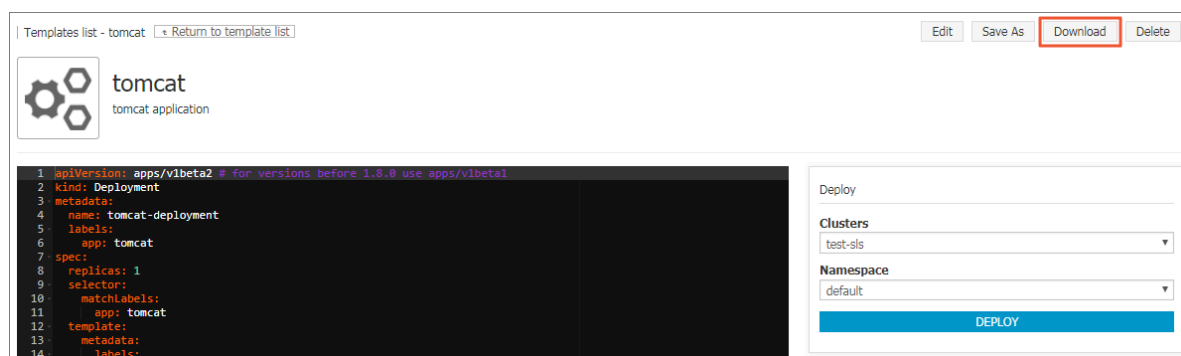 Templates list - tomcat Return to template list
Edit Save As Download Delete
tomcat
tomcat application
1 apiVersion: apps/v1beta2 # for versions before 1.8.0 use apps/v1beta1
2 kind: Deployment
3 metadata:
4 name: tomcat-deployment
5 labels:
6 app: tomcat
7 spec:
8 replicas: 1
9 selector:
10 matchLabels:
11 app: tomcat
12 template:
13 metadata:
14 labels:
Deploy
Clusters
test-sls
Namespace
default
DEPLOY